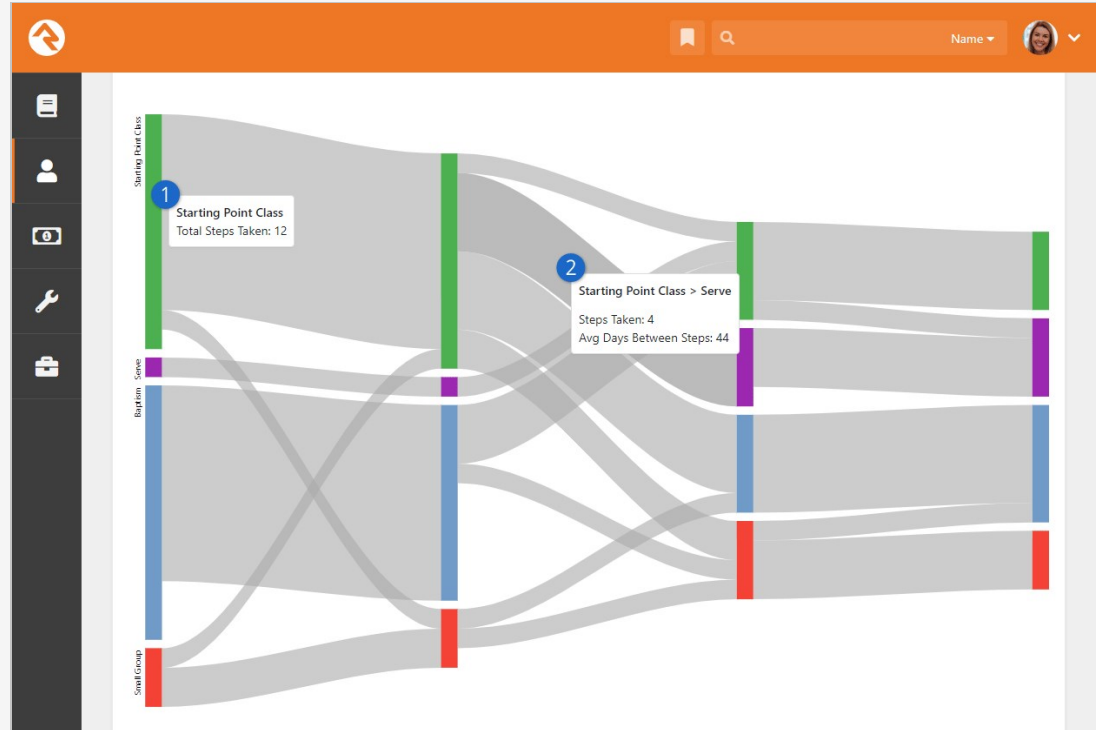 Name
Starting Point Class
1
Starting Point Class
Total Steps Taken: 12
2
Starting Point Class > Serve
Steps Taken: 4
Avg Days Between Steps: 44
Serve
Baptism
Small Group